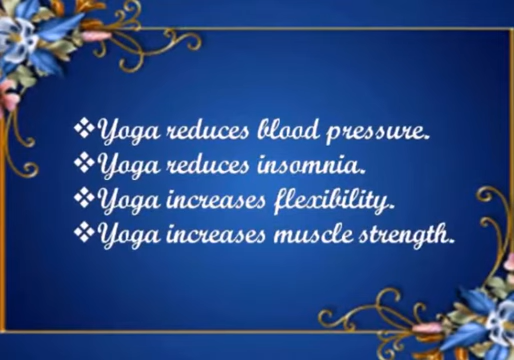 ❖Yoga reduces blood pressure.
❖Yoga reduces insomnia.
❖Yoga increases flexibility.
❖Yoga increases muscle strength.